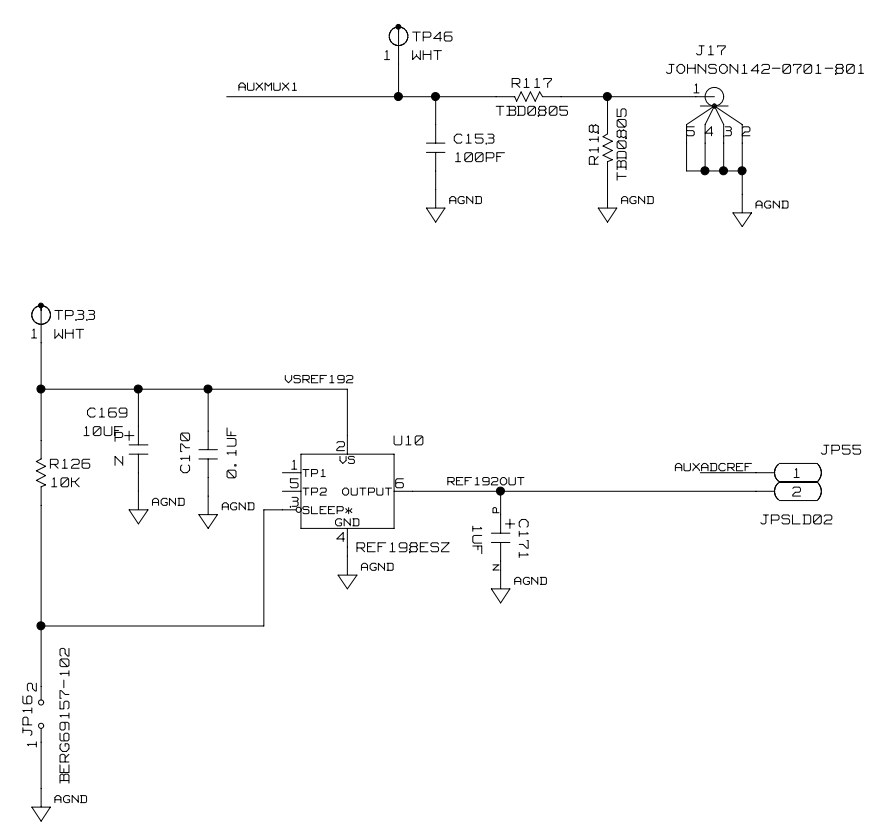 TP46
1 WHT
J17
JOHNSON142-0701-801
AUXMUX1
R117
TBD0805
1
C153
100PF
R118
TBD0805
5 4 3 2
AGND
AGND
AGND
TP33
1 WHT
VSREF192
C169
10UF
P+
N
C170
0.1UF
R126
10K
AGND
AGND
U10
2
VS
1 TP1
5 TP2
3 SLEEP*
OUTPUT 6
GND
4
REF198ESZ
AGND
REF192OUT
P
+
C171
1UF
N
AGND
AUXADCREF
JP55
1
2
JPSLD02
JP16
2
1
BERG69157-102
AGND